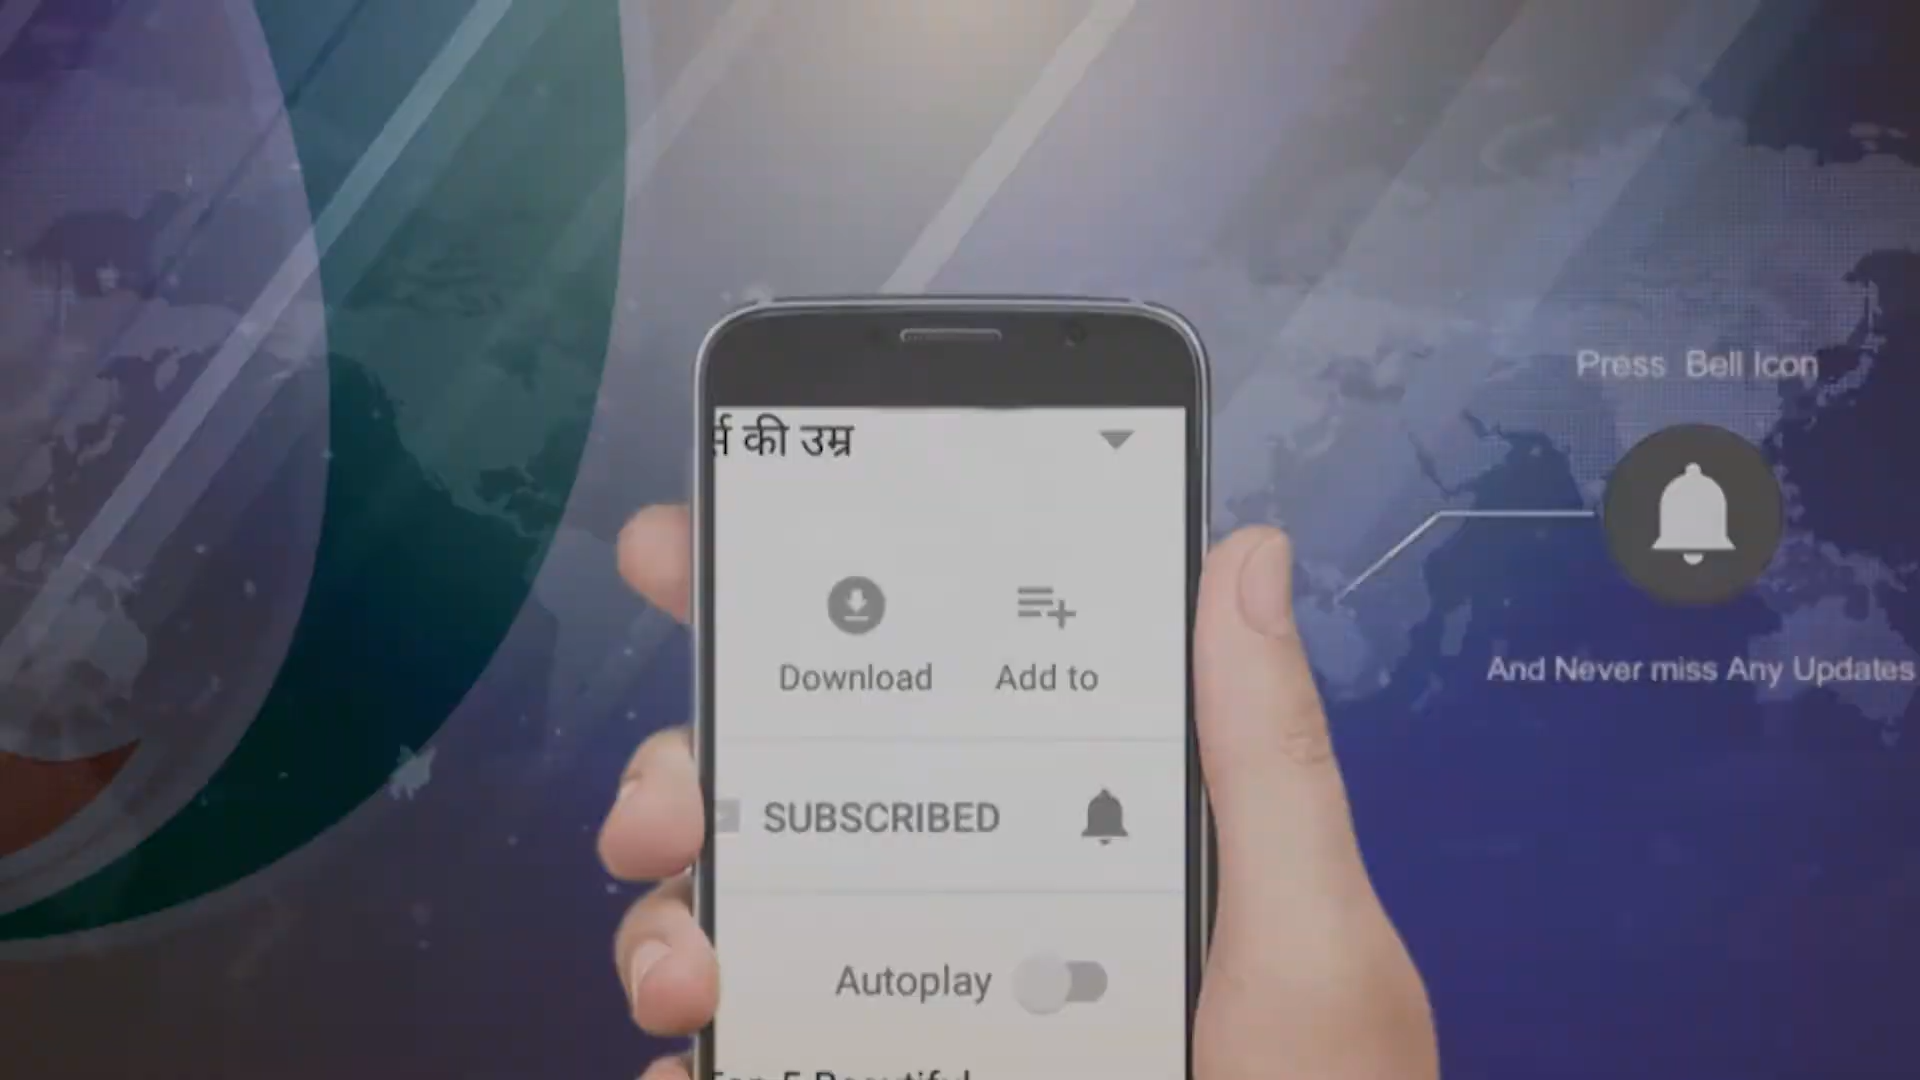 की उम्र
Press Bell Icon
Download
Add to
And Never miss Any Updates
SUBSCRIBED
Autoplay